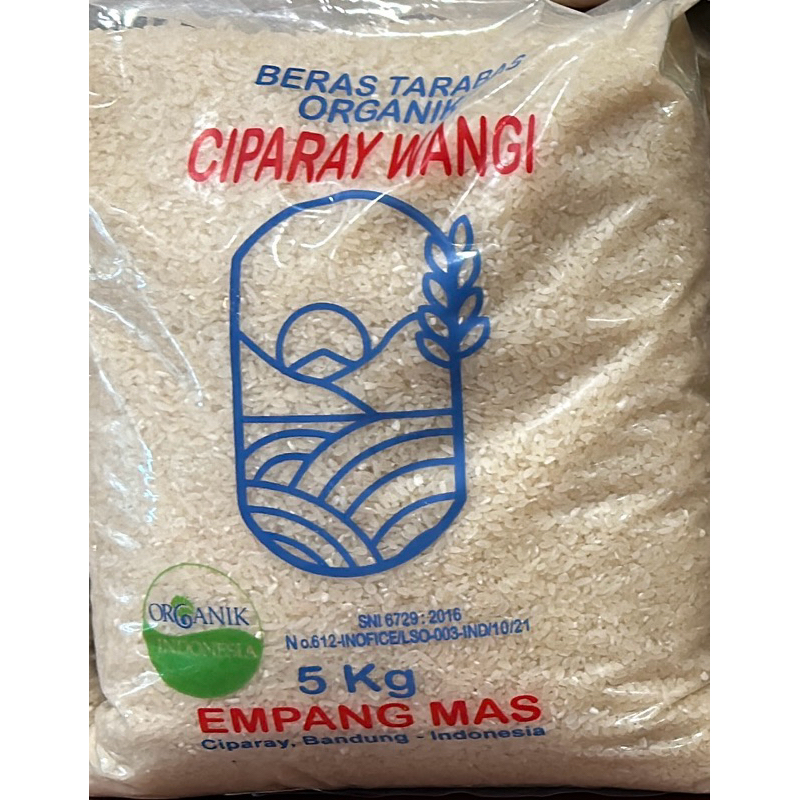 BERAS TARABAS
ORGANIK
CIPARAY WANGI
ORGANIK
INDONESIA
SNI 6729 : 2016
No.612-INOFICE/LSO-003-IND/10/21
5 Kg
EMPANG MAS
Ciparay, Bandung - Indonesia